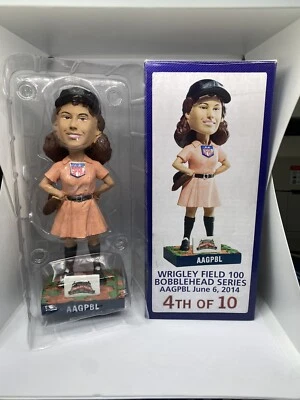 AAGPBL
AAGPBL
WRIGLEY FIELD 100
BOBBLEHEAD SERIES
AAGPBL June 6, 2014
4TH OF 10